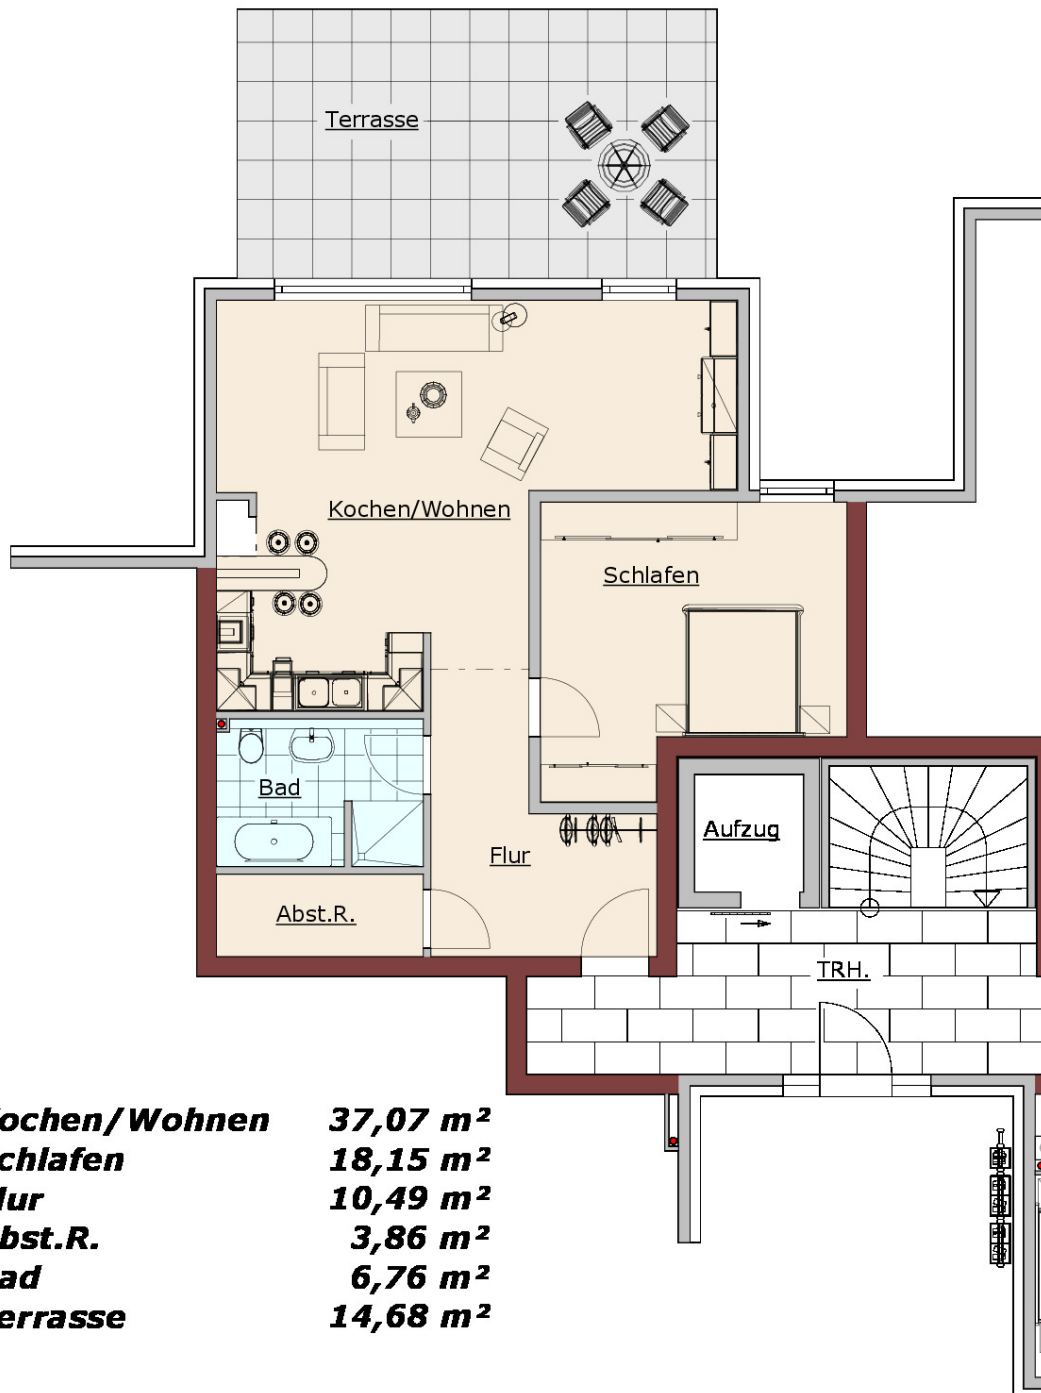 Terrasse
Kochen/Wohnen
Schlafen
Bad
Aufzug
Flur
Abst.R.
TRH.
ochen/Wohnen 37,07 m²
chlafen 18,15 m²
lur 10,49 m²
bst.R. 3,86 m²
ad 6,76 m²
errasse 14,68 m²